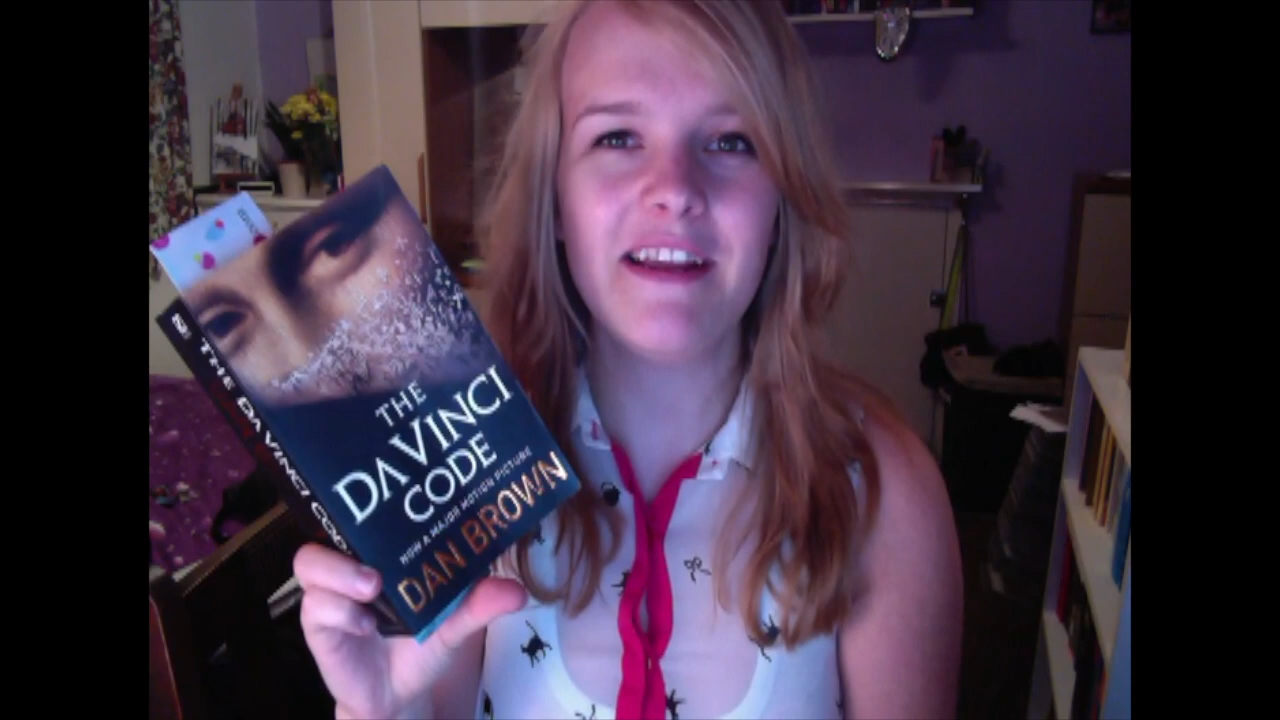 THE
DA VINCI
CODE
NOW A MAJOR MOTION PICTURE
DAN BROWN
THE DA VINCI CODE